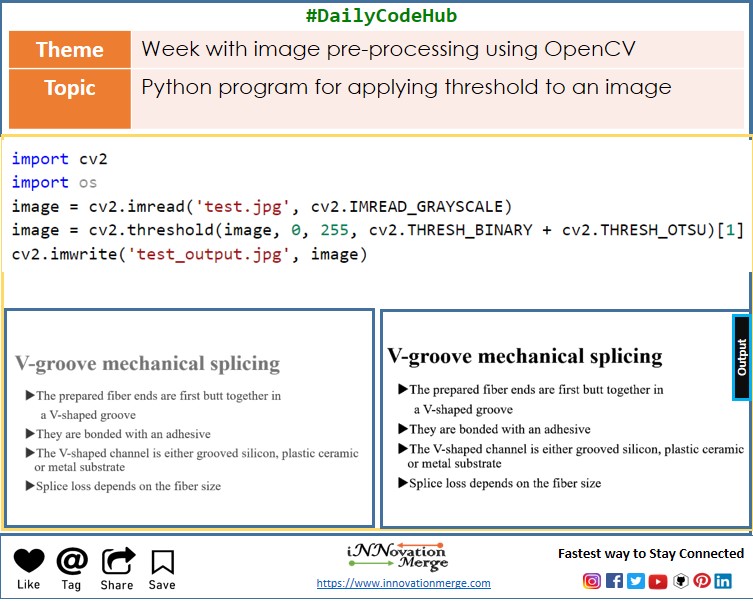 #DailyCodeHub
Theme
Week with image pre-processing using OpenCV
Topic
Python program for applying threshold to an image
import cv2
import os
image = cv2.imread('test.jpg', cv2.IMREAD_GRAYSCALE)
image = cv2.threshold(image, 0, 255, cv2.THRESH_BINARY + cv2.THRESH_OTSU)[1]
cv2.imwrite('test_output.jpg', image)
V-groove mechanical splicing
▶The prepared fiber ends are first butt together in
a V-shaped groove
▶They are bonded with an adhesive
▶The V-shaped channel is either grooved silicon, plastic ceramic
or metal substrate
▶Splice loss depends on the fiber size
Output
V-groove mechanical splicing
▶The prepared fiber ends are first butt together in
a V-shaped groove
▶They are bonded with an adhesive
▶The V-shaped channel is either grooved silicon, plastic ceramic
or metal substrate
▶Splice loss depends on the fiber size
Like
Tag
Share
Save
iNNovation
Merge
https://www.innovationmerge.com
Fastest way to Stay Connected